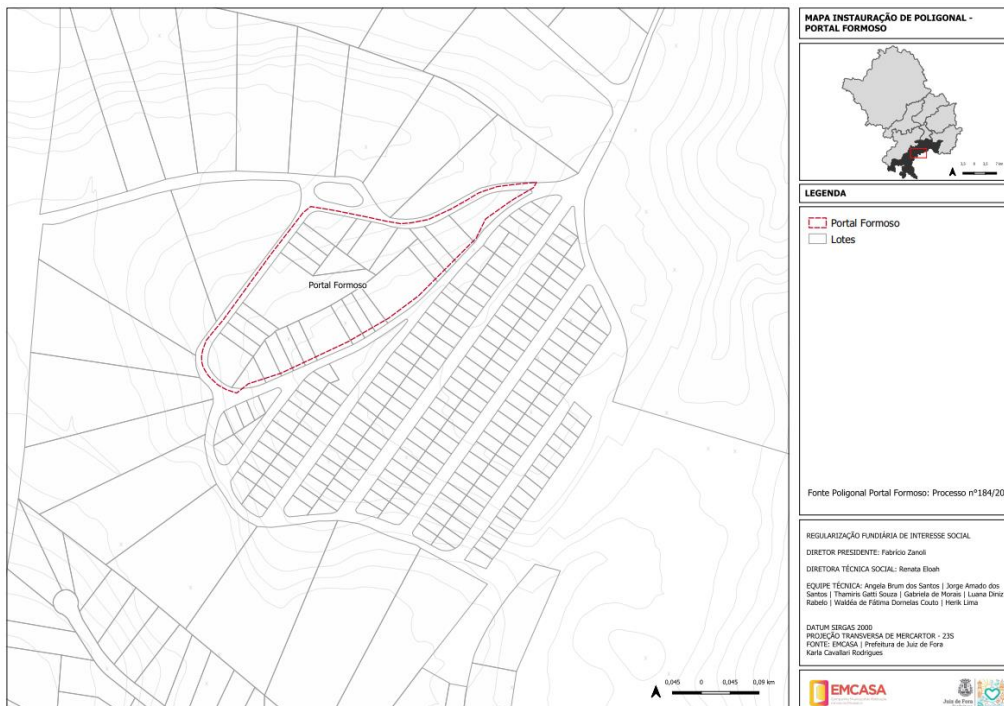 MAPA INSTAURAÇÃO DE POLIGONAL -
PORTAL FORMOSO
LEGENDA
Portal Formoso
Lotes
Portal Formoso
Fonte Poligonal Portal Formoso: Processo nº184/20
REGULARIZAÇÃO FUNDIÁRIA DE INTERESSE SOCIAL
DIRETOR PRESIDENTE: Fabrício Zanoli
DIRETORA TÉCNICA SOCIAL: Renata Eloah
EQUIPE TÉCNICA: Angela Brum dos Santos | Jorge Amado dos
Santos | Thamiris Gatti Souza | Gabriela de Morais | Luana Diniz
Rabelo | Waldéa de Fátima Dornelas Couto | Herik Lima
DATUM SIRGAS 2000
PROJEÇÃO TRANSVERSA DE MERCARTOR - 23S
FONTE: EMCASA | Prefeitura de Juiz de Fora
Karla Cavallari Rodrigues
0,045 0 0,045 0,09 km
EMCASA
Juiz de Fora